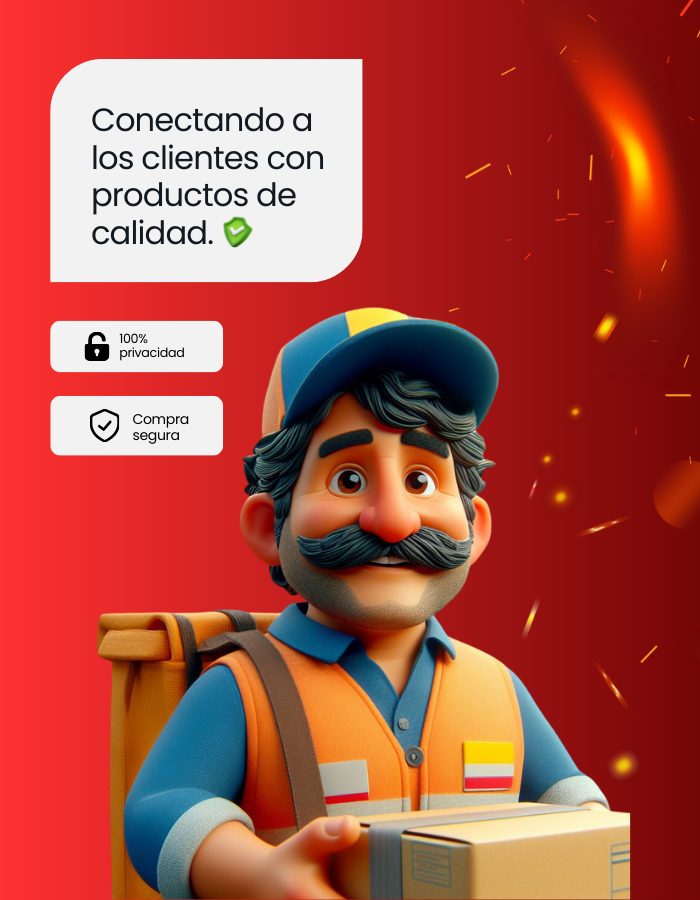 Conectando a
los clientes con
productos de
calidad.
100%
privacidad
Compra
segura